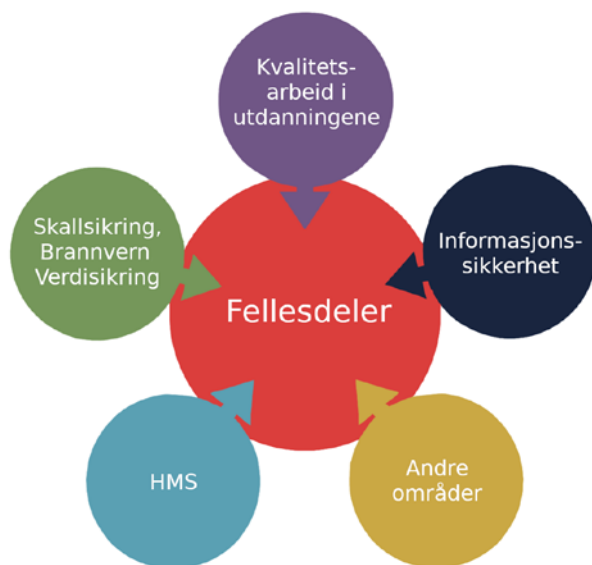 Kvalitets-
arbeid i
utdanningene
Skallsikring,
Brannvern
Verdisikring
Informasjons-
sikkerhet
Fellesdeler
HMS
Andre
områder